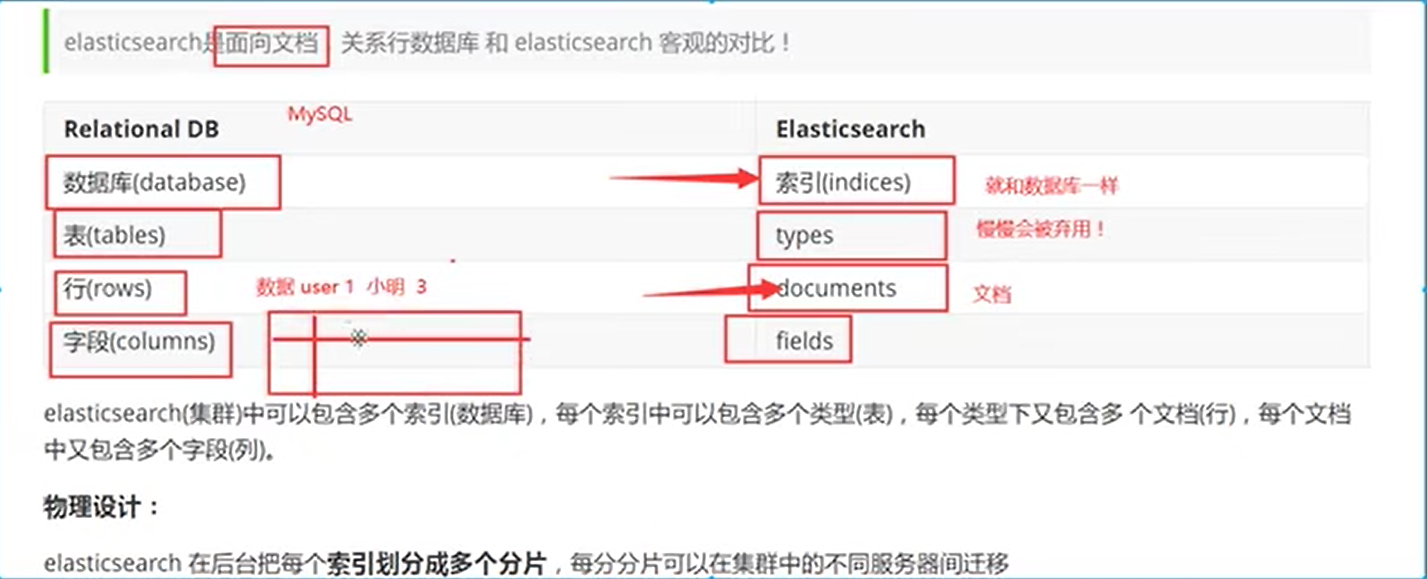 elasticsearch是面向文档，关系行数据库 和 elasticsearch 客观的对比！
MySQL
Relational DB Elasticsearch
数据库(database) 索引(indices) 就和数据库一样
表(tables) types 慢慢会被弃用！
行(rows) 数据 user 1 小明 3 documents 文档
字段(columns) fields
elasticsearch(集群)中可以包含多个索引(数据库)，每个索引中可以包含多个类型(表)，每个类型下又包含多 个文档(行)，每个文档
中又包含多个字段(列)。
物理设计：
elasticsearch 在后台把每个索引划分成多个分片，每分分片可以在集群中的不同服务器间迁移